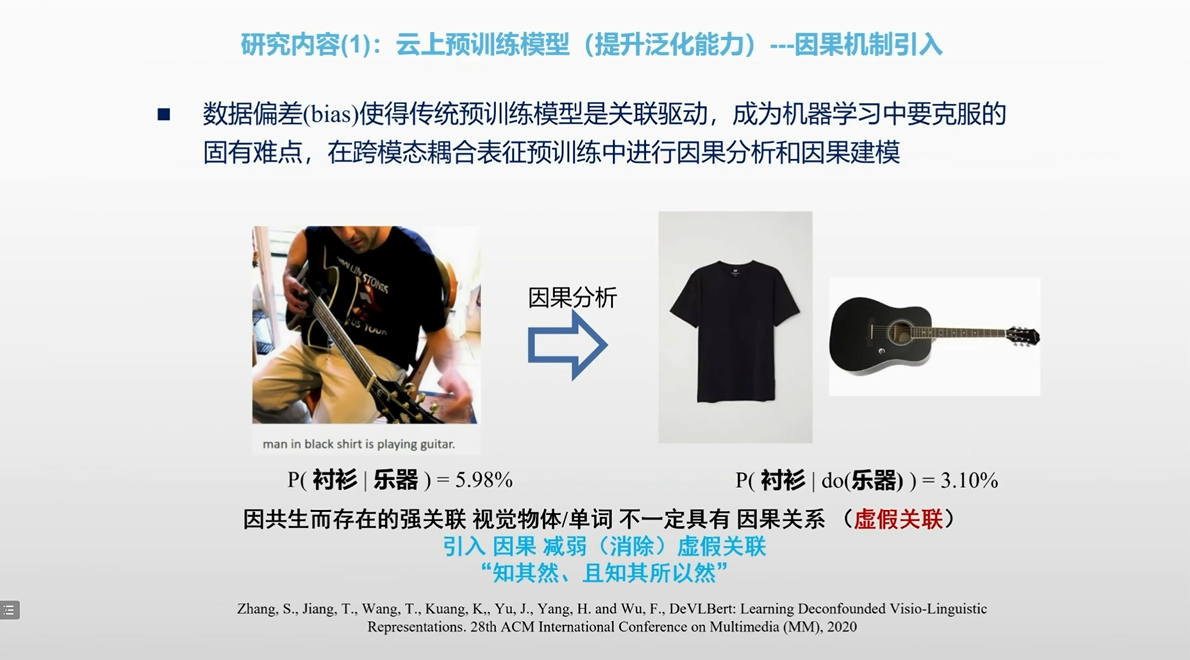 研究内容(1)：云上预训练模型（提升泛化能力）---因果机制引入
■ 数据偏差(bias)使得传统预训练模型是关联驱动，成为机器学习中要克服的
固有难点，在跨模态耦合表征预训练中进行因果分析和因果建模
因果分析
man in black shirt is playing guitar.
P( 衬衫 | 乐器 ) = 5.98%
P( 衬衫 | do(乐器) ) = 3.10%
因共生而存在的强关联 视觉物体/单词 不一定具有 因果关系 （虚假关联）
引入 因果 减弱（消除）虚假关联
“知其然、且知其所以然”
Zhang, S., Jiang, T., Wang, T., Kuang, K,, Yu, J., Yang, H. and Wu, F., DeVLBert: Learning Deconfounded Visio-Linguistic
Representations. 28th ACM International Conference on Multimedia (MM), 2020